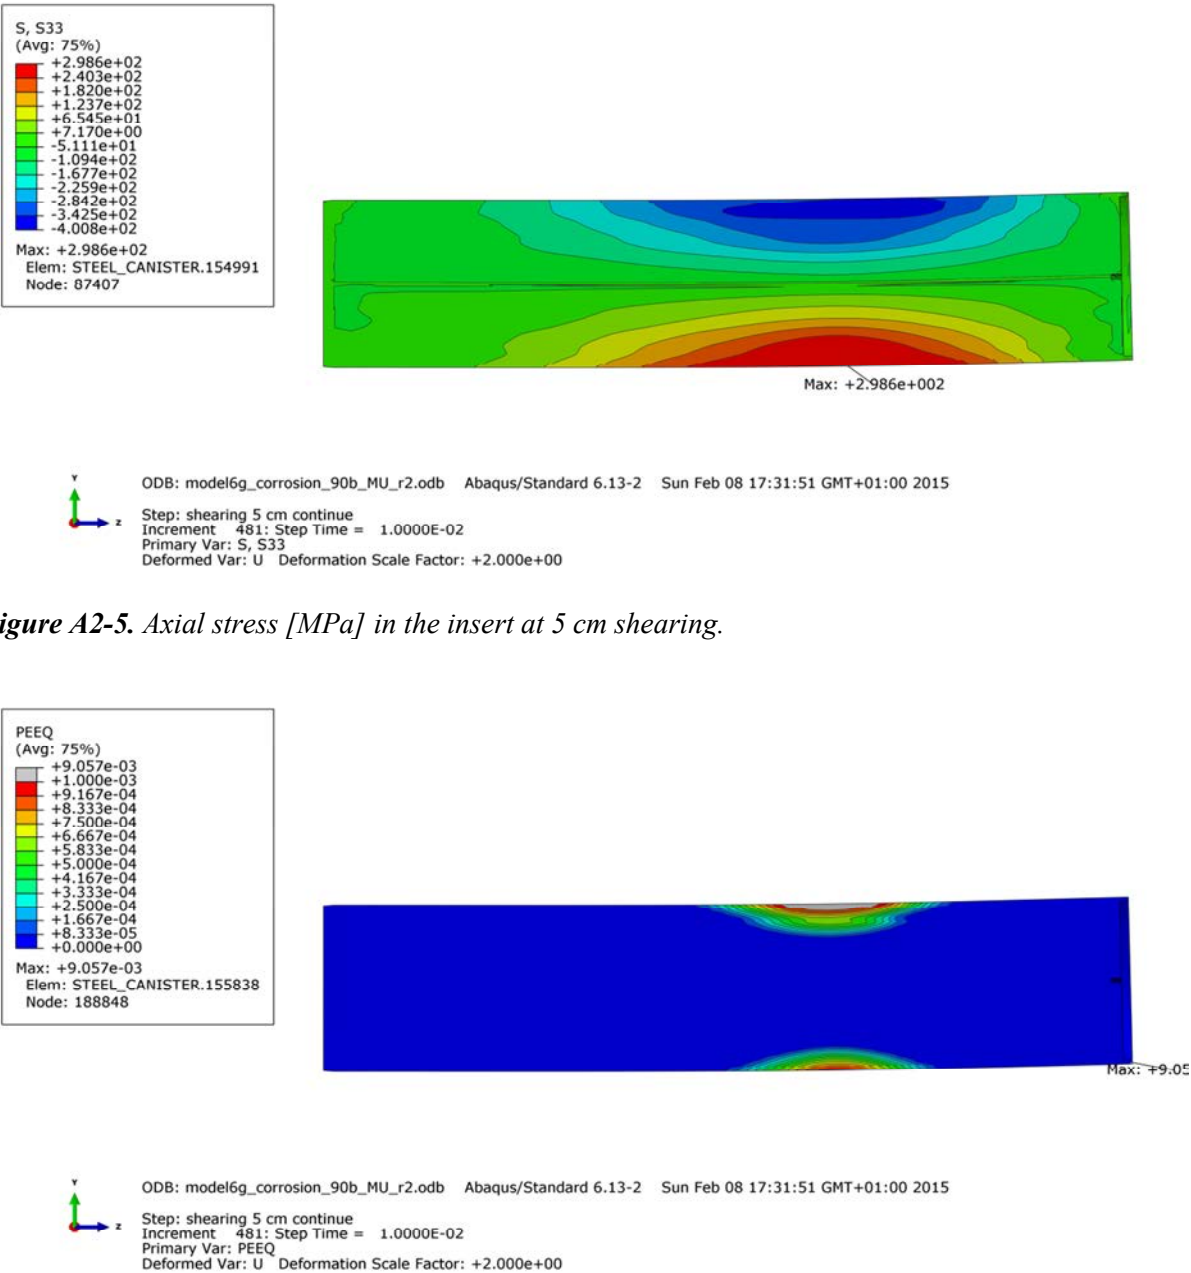 S, S33
(Avg: 75%)
+2.986e+02
+2.403e+02
+1.820e+02
+1.237e+02
+6.545e+01
+7.170e+00
-5.111e+01
-1.094e+02
-1.677e+02
-2.259e+02
-2.842e+02
-3.425e+02
-4.008e+02
Max: +2.986e+02
Elem: STEEL_CANISTER.154991
Node: 87407
Max: +2.986e+002
Y
Z
ODB: model6g_corrosion_90b_MU_r2.odb Abaqus/Standard 6.13-2 Sun Feb 08 17:31:51 GMT+01:00 2015
Step: shearing 5 cm continue
Increment 481: Step Time = 1.0000E-02
Primary Var: S, S33
Deformed Var: U Deformation Scale Factor: +2.000e+00
igure A2-5. Axial stress [MPa] in the insert at 5 cm shearing.
PEEQ
(Avg: 75%)
+9.057e-03
+1.000e-03
+9.167e-04
+8.333e-04
+7.500e-04
+6.667e-04
+5.833e-04
+5.000e-04
+4.167e-04
+3.333e-04
+2.500e-04
+1.667e-04
+8.333e-05
+0.000e+00
Max: +9.057e-03
Elem: STEEL_CANISTER.155838
Node: 188848
Max: +9.05
Y
Z
ODB: model6g_corrosion_90b_MU_r2.odb Abaqus/Standard 6.13-2 Sun Feb 08 17:31:51 GMT+01:00 2015
Step: shearing 5 cm continue
Increment 481: Step Time = 1.0000E-02
Primary Var: PEEQ
Deformed Var: U Deformation Scale Factor: +2.000e+00